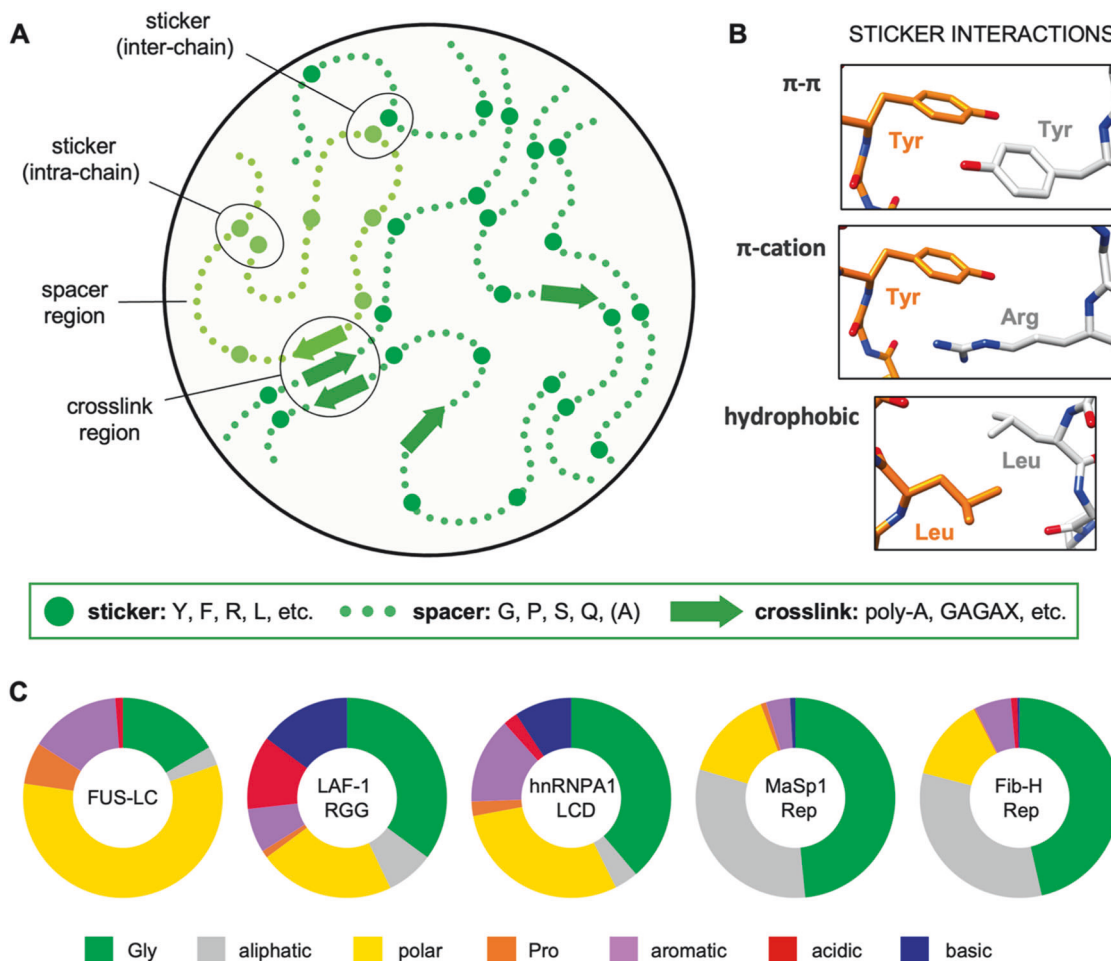 A
sticker
(inter-chain)
sticker
(intra-chain)
spacer
region
crosslink
region
B
STICKER INTERACTIONS
π-π
Tyr
Tyr
π-cation
Tyr
Arg
hydrophobic
Leu
Leu
sticker: Y, F, R, L, etc.
spacer: G, P, S, Q, (A)
crosslink: poly-A, GAGAX, etc.
C
FUS-LC
LAF-1
RGG
hnRNPA1
LCD
MaSp1
Rep
Fib-H
Rep
Gly
aliphatic
polar
Pro
aromatic
acidic
basic